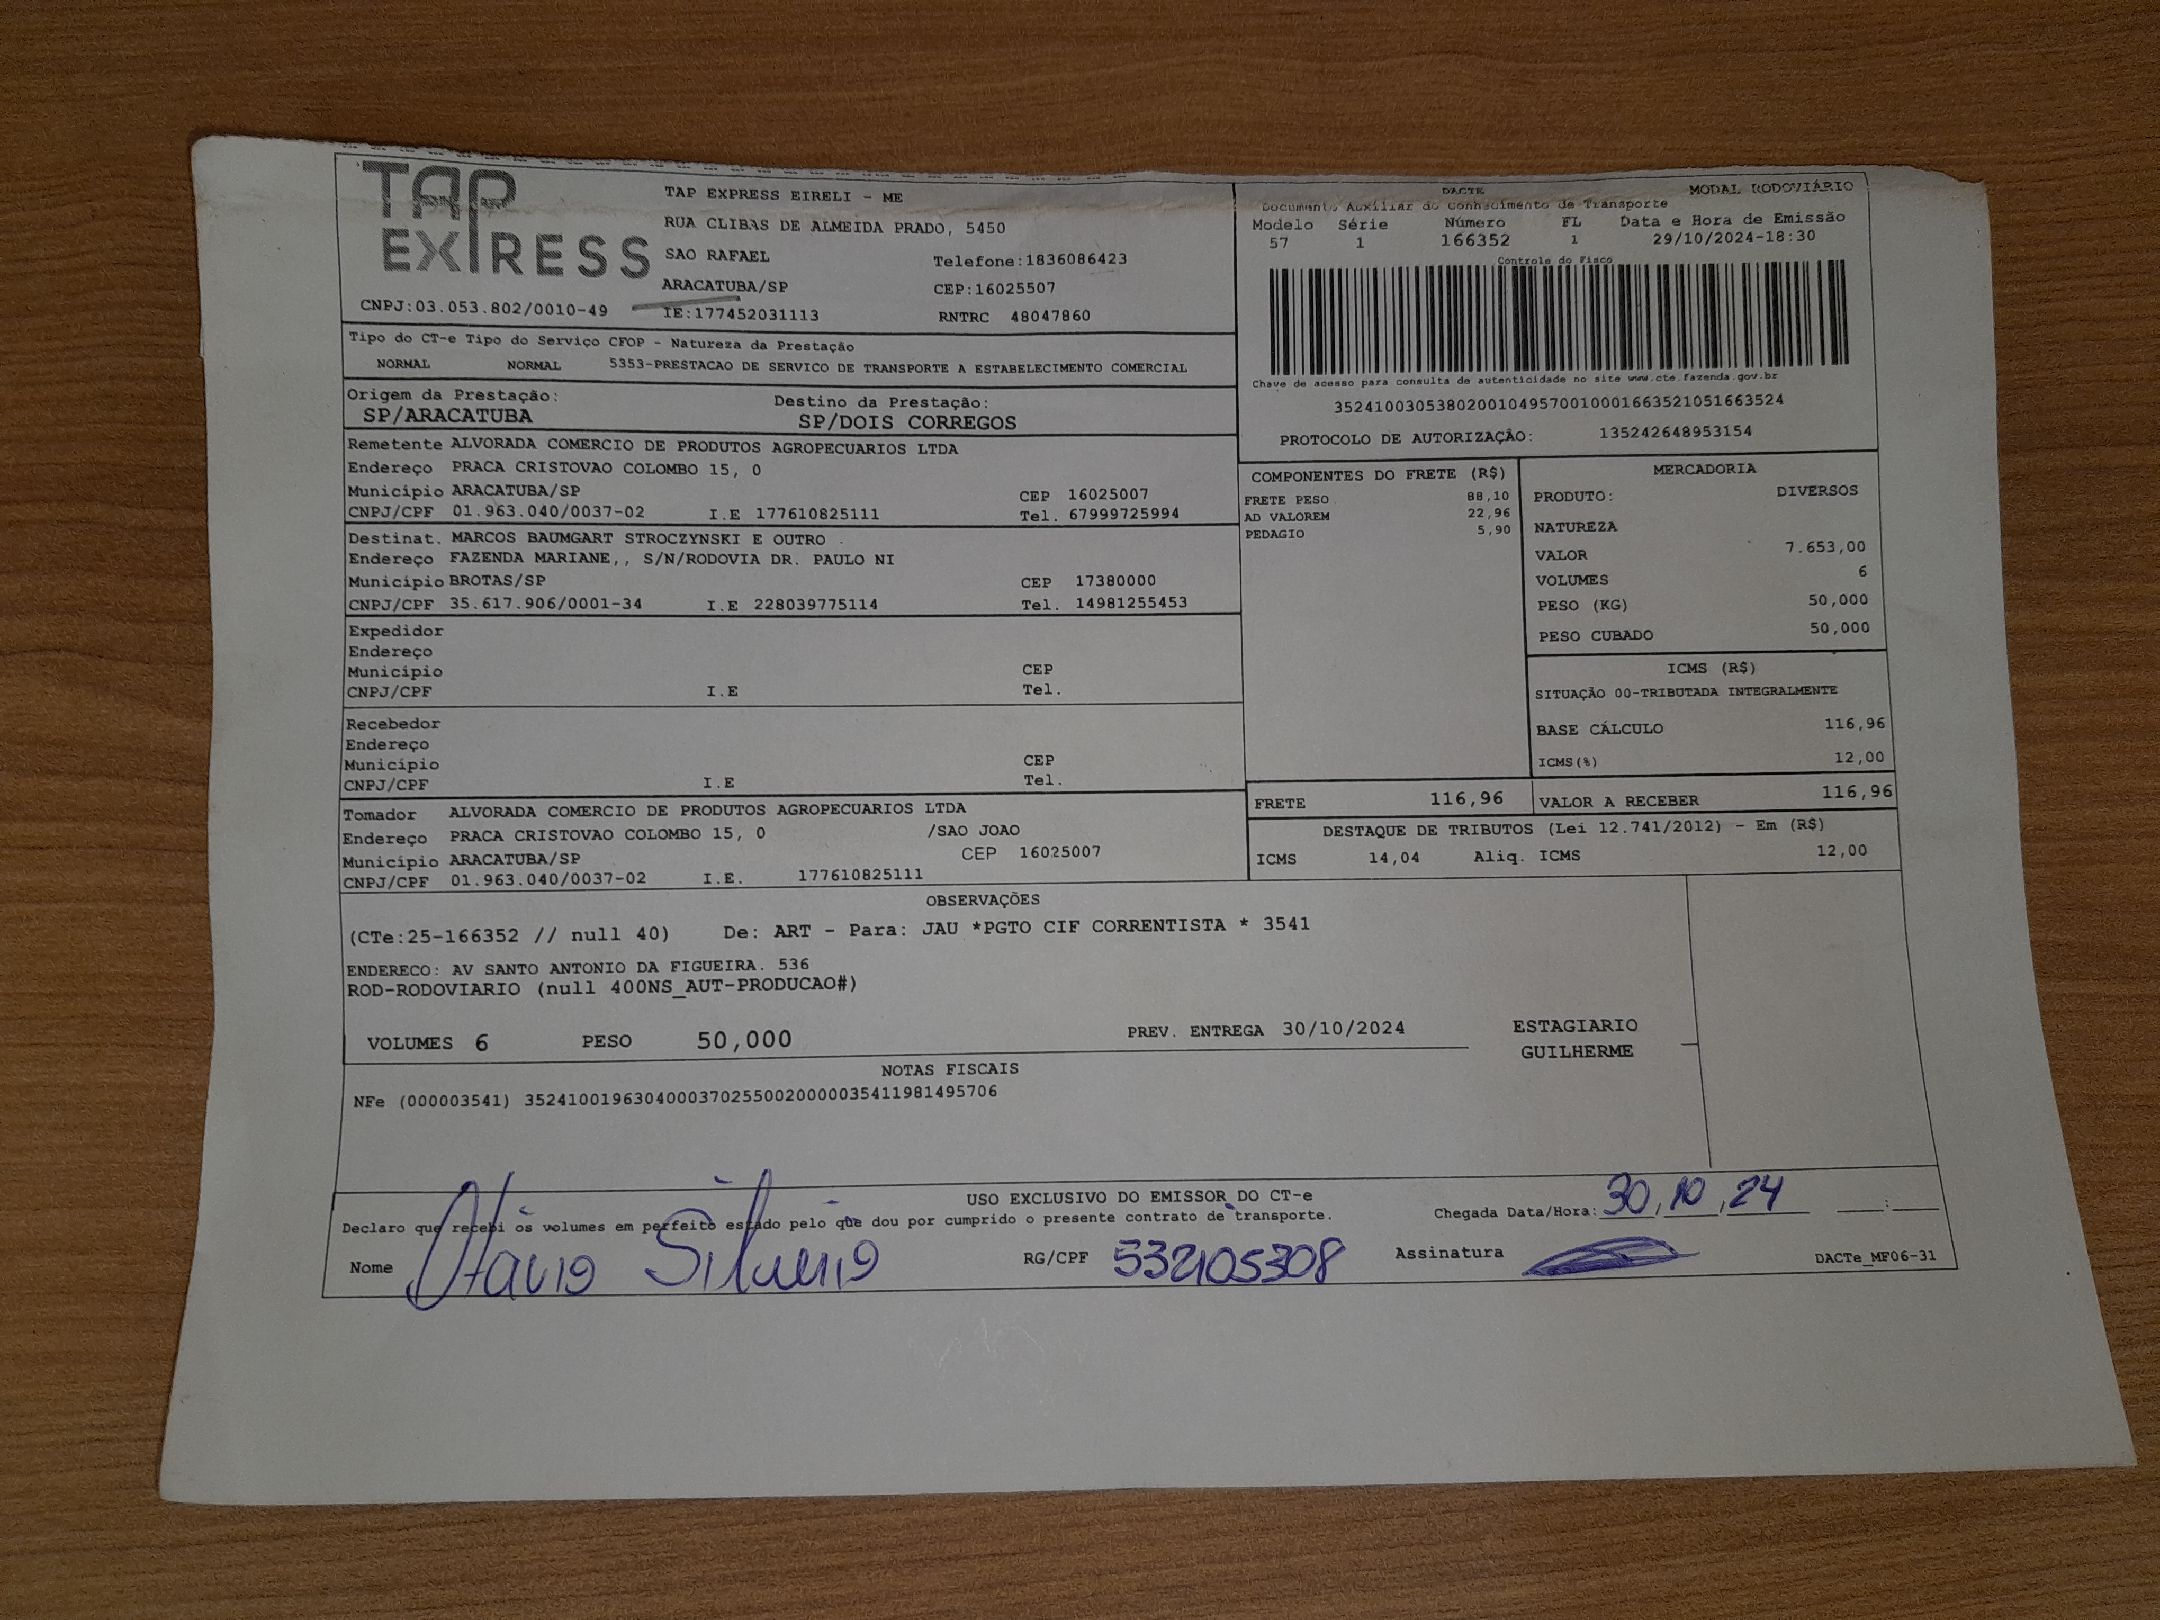 TAP EXPRESS
TAP EXPRESS EIRELI - ME
RUA CLIBAS DE ALMEIDA PRADO, 5450
SAO RAFAEL Telefone:1836086423
ARACATUBA/SP CEP:16025507
CNPJ:03.053.802/0010-49 IE:177452031113 RNTRC 48047860
DACTE MODAL RODOVIÁRIO
Documento Auxiliar do Conhecimento de Transporte
Modelo Série Número FL Data e Hora de Emissão
57 1 166352 1 29/10/2024-18:30
Controle do Fisco
Chave de acesso para consulta de autenticidade no site www.cte.fazenda.gov.br
35241003053802001049570010001663521051663524
PROTOCOLO DE AUTORIZAÇÃO: 135242648953154
Tipo do CT-e Tipo do Serviço CFOP - Natureza da Prestação
NORMAL NORMAL 5353-PRESTACAO DE SERVICO DE TRANSPORTE A ESTABELECIMENTO COMERCIAL
Origem da Prestação: Destino da Prestação:
SP/ARACATUBA SP/DOIS CORREGOS
Remetente ALVORADA COMERCIO DE PRODUTOS AGROPECUARIOS LTDA
Endereço PRACA CRISTOVAO COLOMBO 15, 0
Município ARACATUBA/SP CEP 16025007
CNPJ/CPF 01.963.040/0037-02 I.E 177610825111 Tel. 67999725994
Destinat. MARCOS BAUMGART STROCZYNSKI E OUTRO
Endereço FAZENDA MARIANE,, S/N/RODOVIA DR. PAULO NI
Município BROTAS/SP CEP 17380000
CNPJ/CPF 35.617.906/0001-34 I.E 228039775114 Tel. 14981255453
Expedidor
Endereço
Município CEP
CNPJ/CPF I.E Tel.
Recebedor
Endereço
Município CEP
CNPJ/CPF I.E Tel.
Tomador ALVORADA COMERCIO DE PRODUTOS AGROPECUARIOS LTDA
Endereço PRACA CRISTOVAO COLOMBO 15, 0 /SAO JOAO
Município ARACATUBA/SP CEP 16025007
CNPJ/CPF 01.963.040/0037-02 I.E. 177610825111
COMPONENTES DO FRETE (R$)
FRETE PESO 88,10
AD VALOREM 22,96
PEDAGIO 5,90
MERCADORIA
PRODUTO: DIVERSOS
NATUREZA
VALOR 7.653,00
VOLUMES 6
PESO (KG) 50,000
PESO CUBADO 50,000
ICMS (R$)
SITUAÇÃO 00-TRIBUTADA INTEGRALMENTE
BASE CÁLCULO 116,96
ICMS(%) 12,00
FRETE 116,96 VALOR A RECEBER 116,96
DESTAQUE DE TRIBUTOS (Lei 12.741/2012) - Em (R$)
ICMS 14,04 Aliq. ICMS 12,00
OBSERVAÇÕES
(CTe:25-166352 // null 40) De: ART - Para: JAU *PGTO CIF CORRENTISTA * 3541
ENDERECO: AV SANTO ANTONIO DA FIGUEIRA. 536
ROD-RODOVIARIO (null 400NS_AUT-PRODUCAO#)
VOLUMES 6 PESO 50,000 PREV. ENTREGA 30/10/2024 ESTAGIARIO
GUILHERME
NOTAS FISCAIS
NFe (000003541) 35241001963040003702550020000035411981495706
USO EXCLUSIVO DO EMISSOR DO CT-e
Declaro que recebi os volumes em perfeito estado pelo que dou por cumprido o presente contrato de transporte. Chegada Data/Hora: 30,10,24 :
Nome Otávio RG/CPF 532105308 Assinatura DACTe_MF06-31